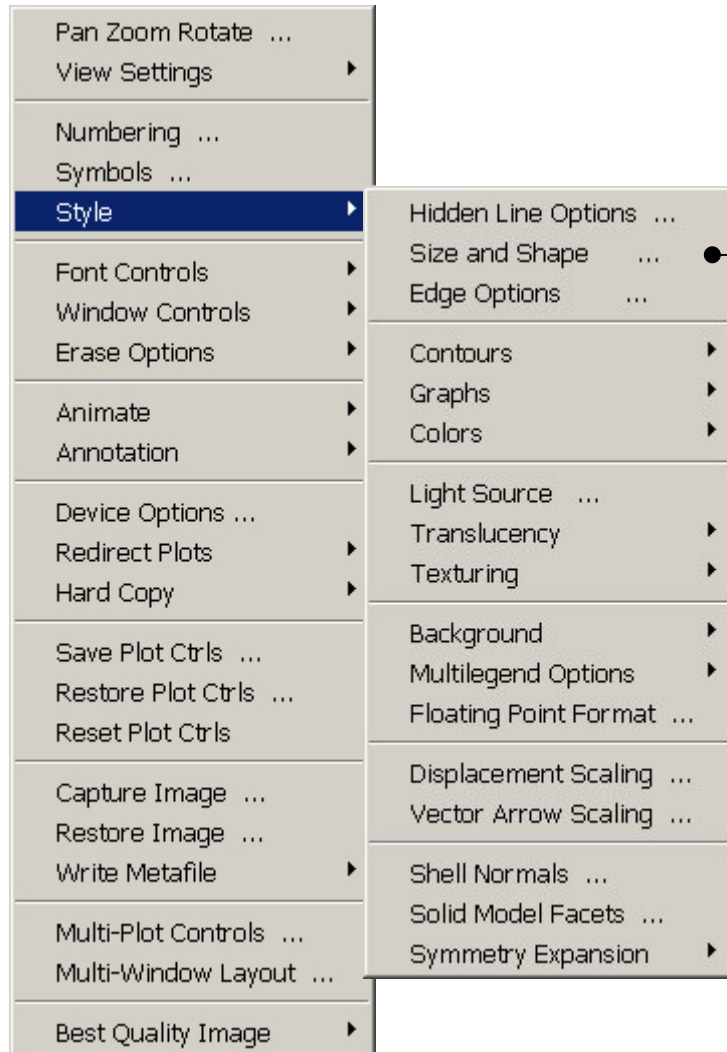 Pan Zoom Rotate ...
View Settings
Numbering ...
Symbols ...
Style
Font Controls
Window Controls
Erase Options
Animate
Annotation
Device Options ...
Redirect Plots
Hard Copy
Save Plot Ctrls ...
Restore Plot Ctrls ...
Reset Plot Ctrls
Capture Image ...
Restore Image ...
Write Metafile
Multi-Plot Controls ...
Multi-Window Layout ...
Best Quality Image
Hidden Line Options ...
Size and Shape ...
Edge Options ...
Contours
Graphs
Colors
Light Source ...
Translucency
Texturing
Background
Multilegend Options
Floating Point Format ...
Displacement Scaling ...
Vector Arrow Scaling ...
Shell Normals ...
Solid Model Facets ...
Symmetry Expansion